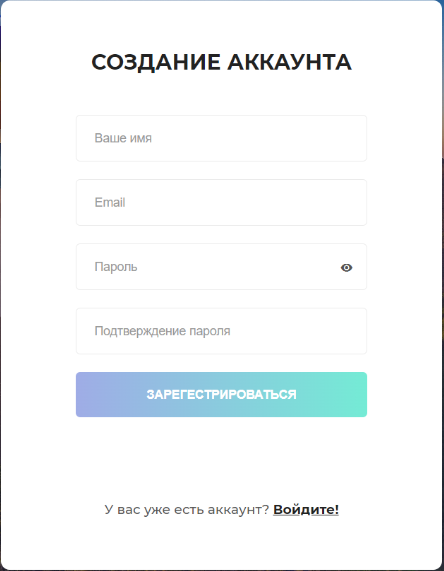 СОЗДАНИЕ АККАУНТА
Ваше имя
Email
Пароль
Подтверждение пароля
ЗАРЕГЕСТРИРОВАТЬСЯ
У вас уже есть аккаунт? Войдите!